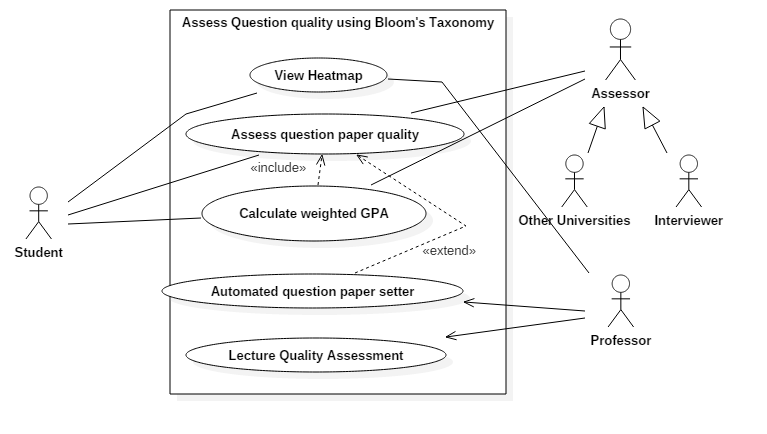 Assess Question quality using Bloom's Taxonomy
View Heatmap
Assessor
Assess question paper quality
«include»
Other Universities
Interviewer
Calculate weighted GPA
Student
«extend»
Automated question paper setter
Professor
Lecture Quality Assessment